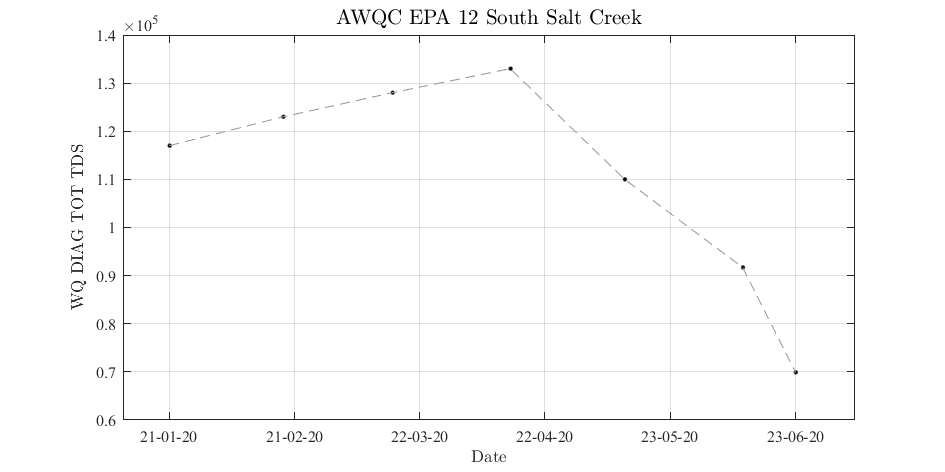 AWQC EPA 12 South Salt Creek
×10⁵
1.4
1.3
1.2
1.1
1
0.9
0.8
0.7
0.6
WQ DIAG TOT TDS
21-01-20 21-02-20 22-03-20 22-04-20 23-05-20 23-06-20
Date